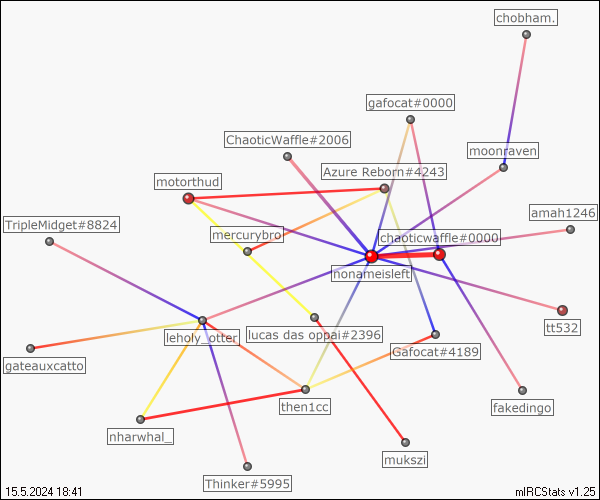 chobham.
gafocat#0000
ChaoticWaffle#2006
moonraven
Azure Reborn#4243
motorthud
amah1246
TripleMidget#8824
mercurybro
chaoticwaffle#0000
nonameisleft
tt532
leholy_otter
lucas das oppai#2396
Gafocat#4189
gateauxcatto
then1cc
fakedingo
nharwhal_
mukszi
Thinker#5995
15.5.2024 18:41
mIRCStats v1.25